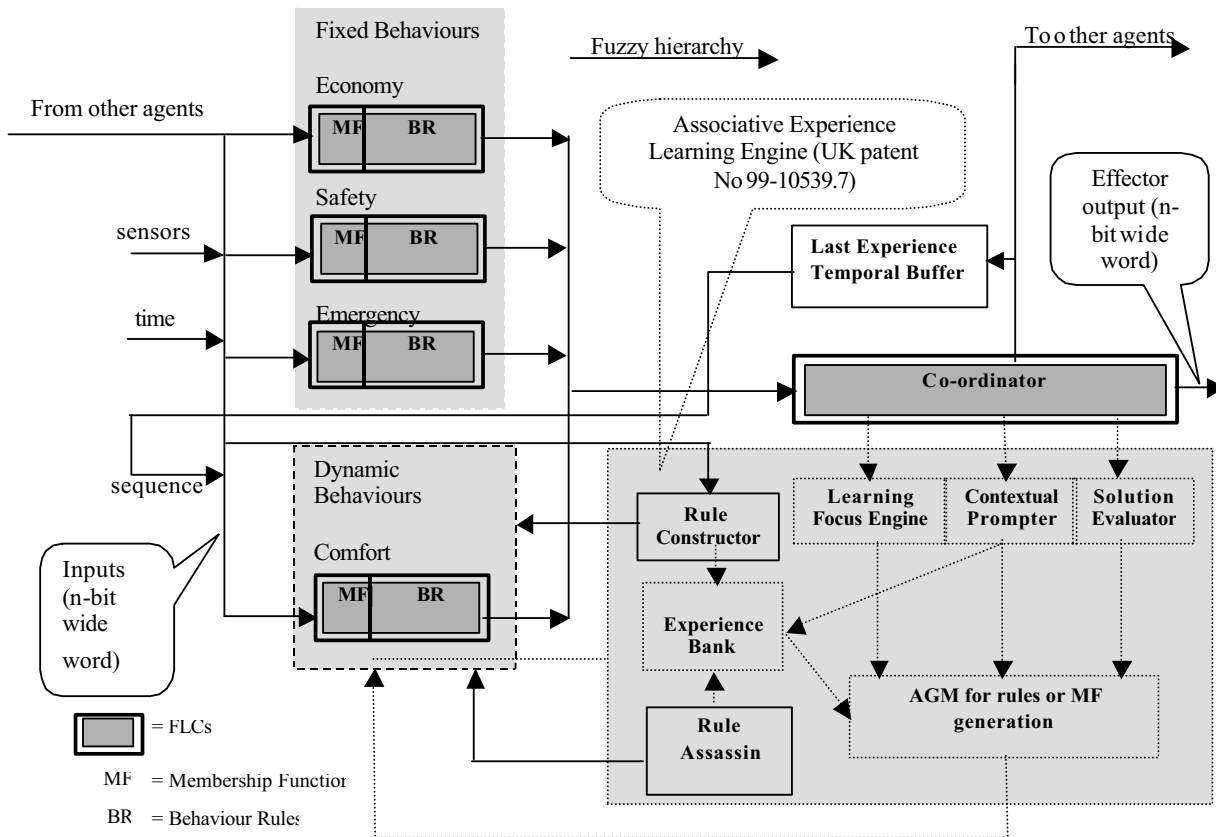 Fixed Behaviours
Fuzzy hierarchy
Too ther agents
Economy
From other agents
MF BR
Associative Experience
Learning Engine (UK patent
No 99-10539.7)
Effector
output (n-
bit wide
word)
Safety
sensors
MF BR
Last Experience
Temporal Buffer
Emergency
time
MF BR
Co-ordinator
sequence
Dynamic
Behaviours
Rule
Constructor
Learning
Focus Engine
Contextual
Prompter
Solution
Evaluator
Comfort
MF BR
Inputs
(n-bit
wide
word)
Experience
Bank
AGM for rules or MF
generation
Rule
Assassin
= FLCs
MF = Membership Function
BR = Behaviour Rules